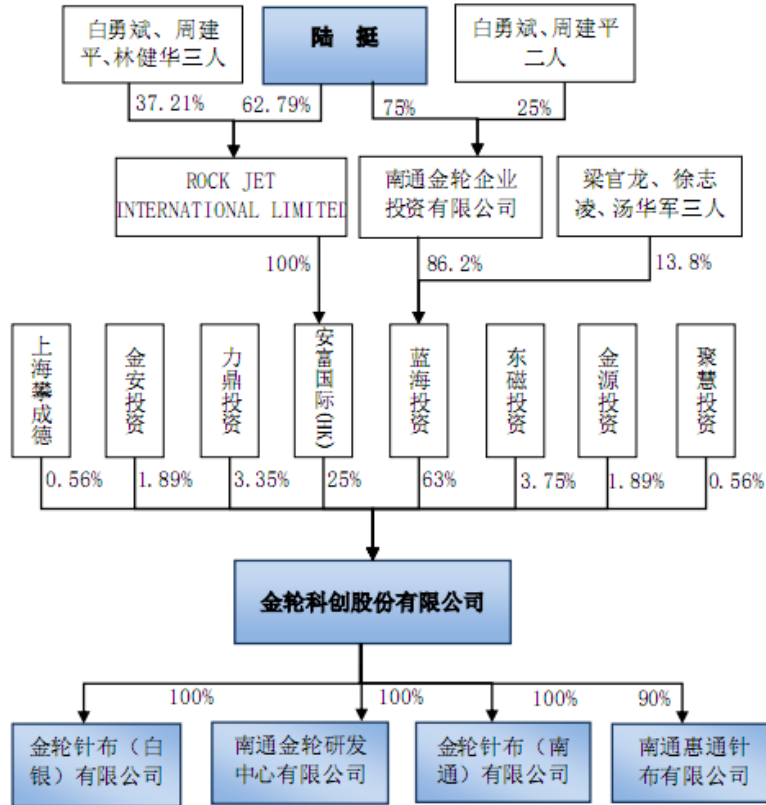 白勇斌、周建
平、林健华三人
陆 挺
白勇斌、周建平
二人
37.21%
62.79%
75%
25%
ROCK JET
INTERNATIONAL LIMITED
南通金轮企业
投资有限公司
梁官龙、徐志
凌、汤华军三人
100%
86.2%
13.8%
上海攀成德
金安投资
力鼎投资
安富国际(HK)
蓝海投资
东磁投资
金源投资
聚慧投资
0.56%
1.89%
3.35%
25%
63%
3.75%
1.89%
0.56%
金轮科创股份有限公司
100%
100%
100%
90%
金轮针布（白
银）有限公司
南通金轮研发
中心有限公司
金轮针布（南
通）有限公司
南通惠通针
布有限公司